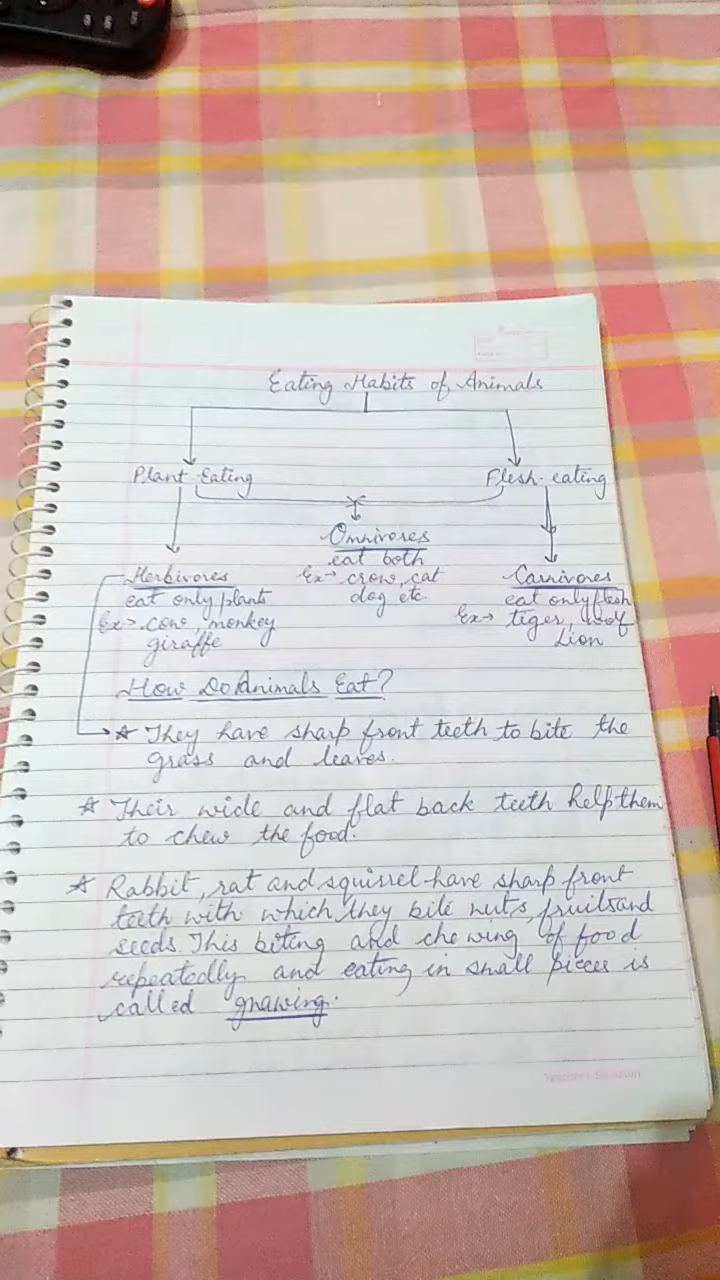 Eating Habits of Animals
Plant Eating
Flesh-eating
Omnivores
eat both
Ex→ crow, cat
dog etc.
Herbivores
eat only plants
Ex→ cow, monkey
giraffe
Carnivores
eat only flesh
Ex→ tiger, wolf
Lion
How Do Animals Eat?
☆ They have sharp front teeth to bite the
grass and leaves.
☆ Their wide and flat back teeth help them
to chew the food.
☆ Rabbit, rat and squirrel have sharp front
teeth with which they bite nuts, fruits and
seeds. This biting and chewing of food
repeatedly and eating in small pieces is
called gnawing.